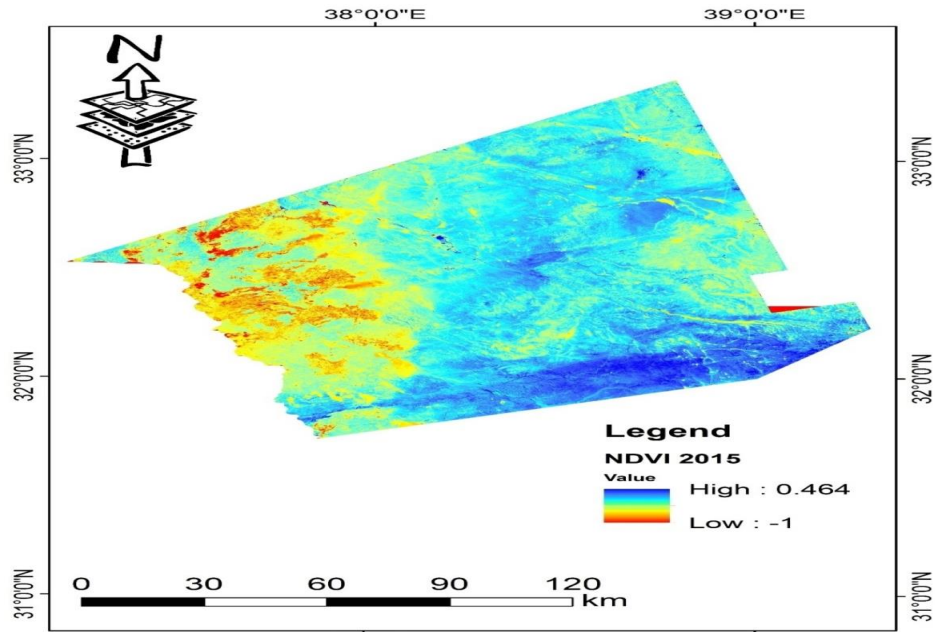 38°0'0"E 39°0'0"E
N
33°0'0"N 33°0'0"N
32°0'0"N 32°0'0"N
Legend
NDVI 2015
Value
High : 0.464
Low : -1
0 30 60 90 120
km
31°0'0"N 31°0'0"N